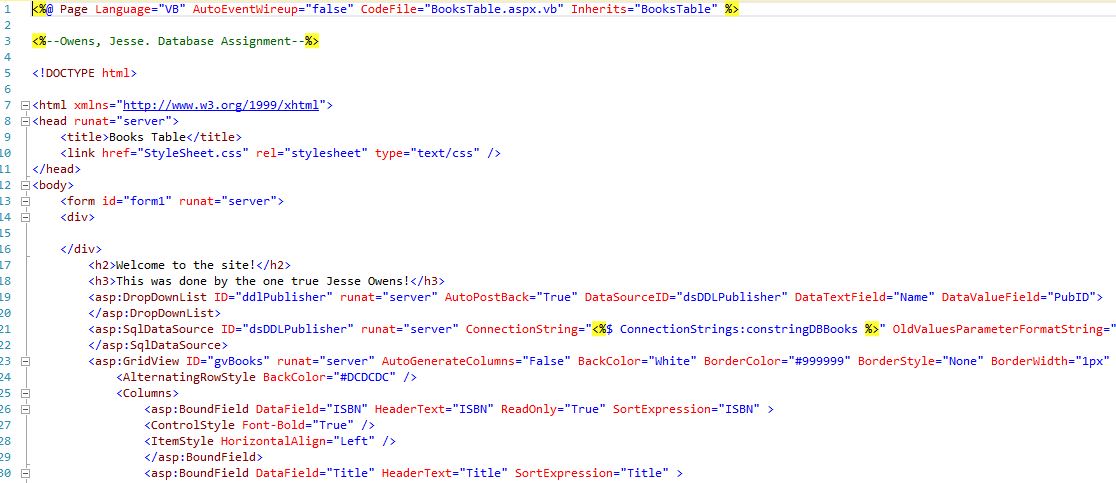 1 <%@ Page Language="VB" AutoEventWireup="false" CodeFile="BooksTable.aspx.vb" Inherits="BooksTable" %>
2
3 <%--Owens, Jesse. Database Assignment--%>
4
5 <!DOCTYPE html>
6
7 <html xmlns="http://www.w3.org/1999/xhtml">
8 <head runat="server">
9 <title>Books Table</title>
10 <link href="StyleSheet.css" rel="stylesheet" type="text/css" />
11 </head>
12 <body>
13 <form id="form1" runat="server">
14 <div>
15
16 </div>
17 <h2>Welcome to the site!</h2>
18 <h3>This was done by the one true Jesse Owens!</h3>
19 <asp:DropDownList ID="ddlPublisher" runat="server" AutoPostBack="True" DataSourceID="dsDDLPublisher" DataTextField="Name" DataValueField="PubID">
20 </asp:DropDownList>
21 <asp:SqlDataSource ID="dsDDLPublisher" runat="server" ConnectionString="<%$ ConnectionStrings:constringDBBooks %>" OldValuesParameterFormatString="
22 </asp:SqlDataSource>
23 <asp:GridView ID="gvBooks" runat="server" AutoGenerateColumns="False" BackColor="White" BorderColor="#999999" BorderStyle="None" BorderWidth="1px"
24 <AlternatingRowStyle BackColor="#DCDCDC" />
25 <Columns>
26 <asp:BoundField DataField="ISBN" HeaderText="ISBN" ReadOnly="True" SortExpression="ISBN" >
27 <ControlStyle Font-Bold="True" />
28 <ItemStyle HorizontalAlign="Left" />
29 </asp:BoundField>
30 <asp:BoundField DataField="Title" HeaderText="Title" SortExpression="Title" >